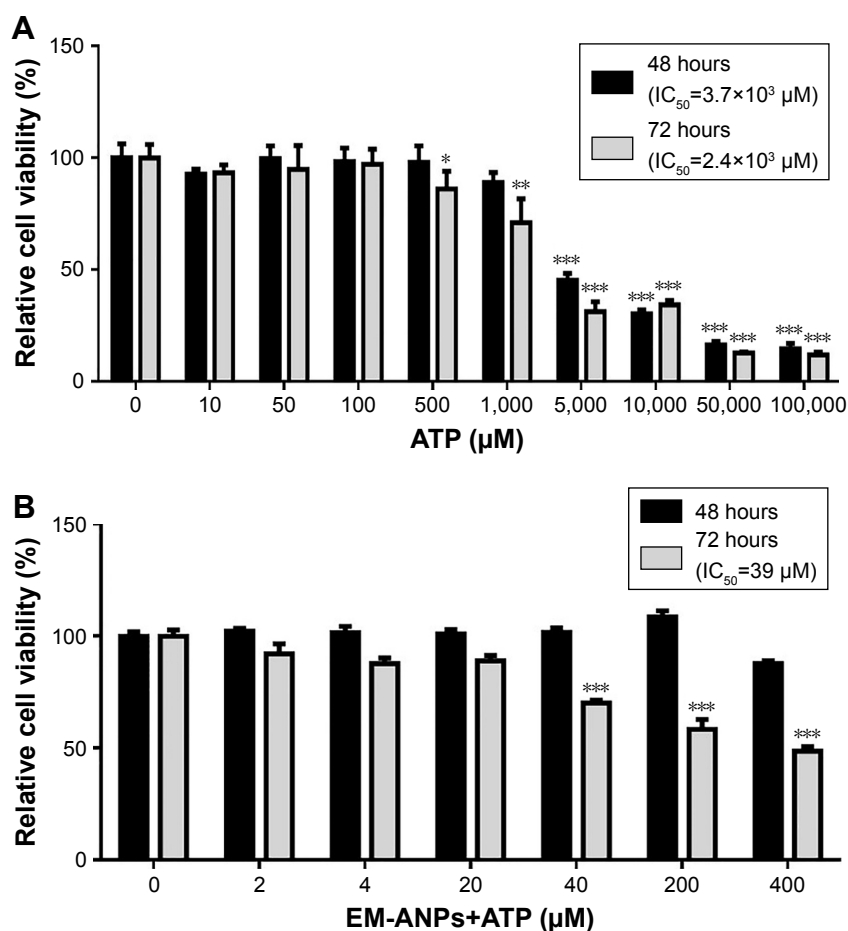 A
150
100
50
0
Relative cell viability (%)
48 hours
(IC₅₀=3.7×10³ µM)
72 hours
(IC₅₀=2.4×10³ µM)
*
**
***
***
***
***
***
***
***
***
0 10 50 100 500 1,000 5,000 10,000 50,000 100,000
ATP (µM)
B
150
100
50
0
Relative cell viability (%)
48 hours
72 hours
(IC₅₀=39 µM)
***
***
***
0 2 4 20 40 200 400
EM-ANPs+ATP (µM)